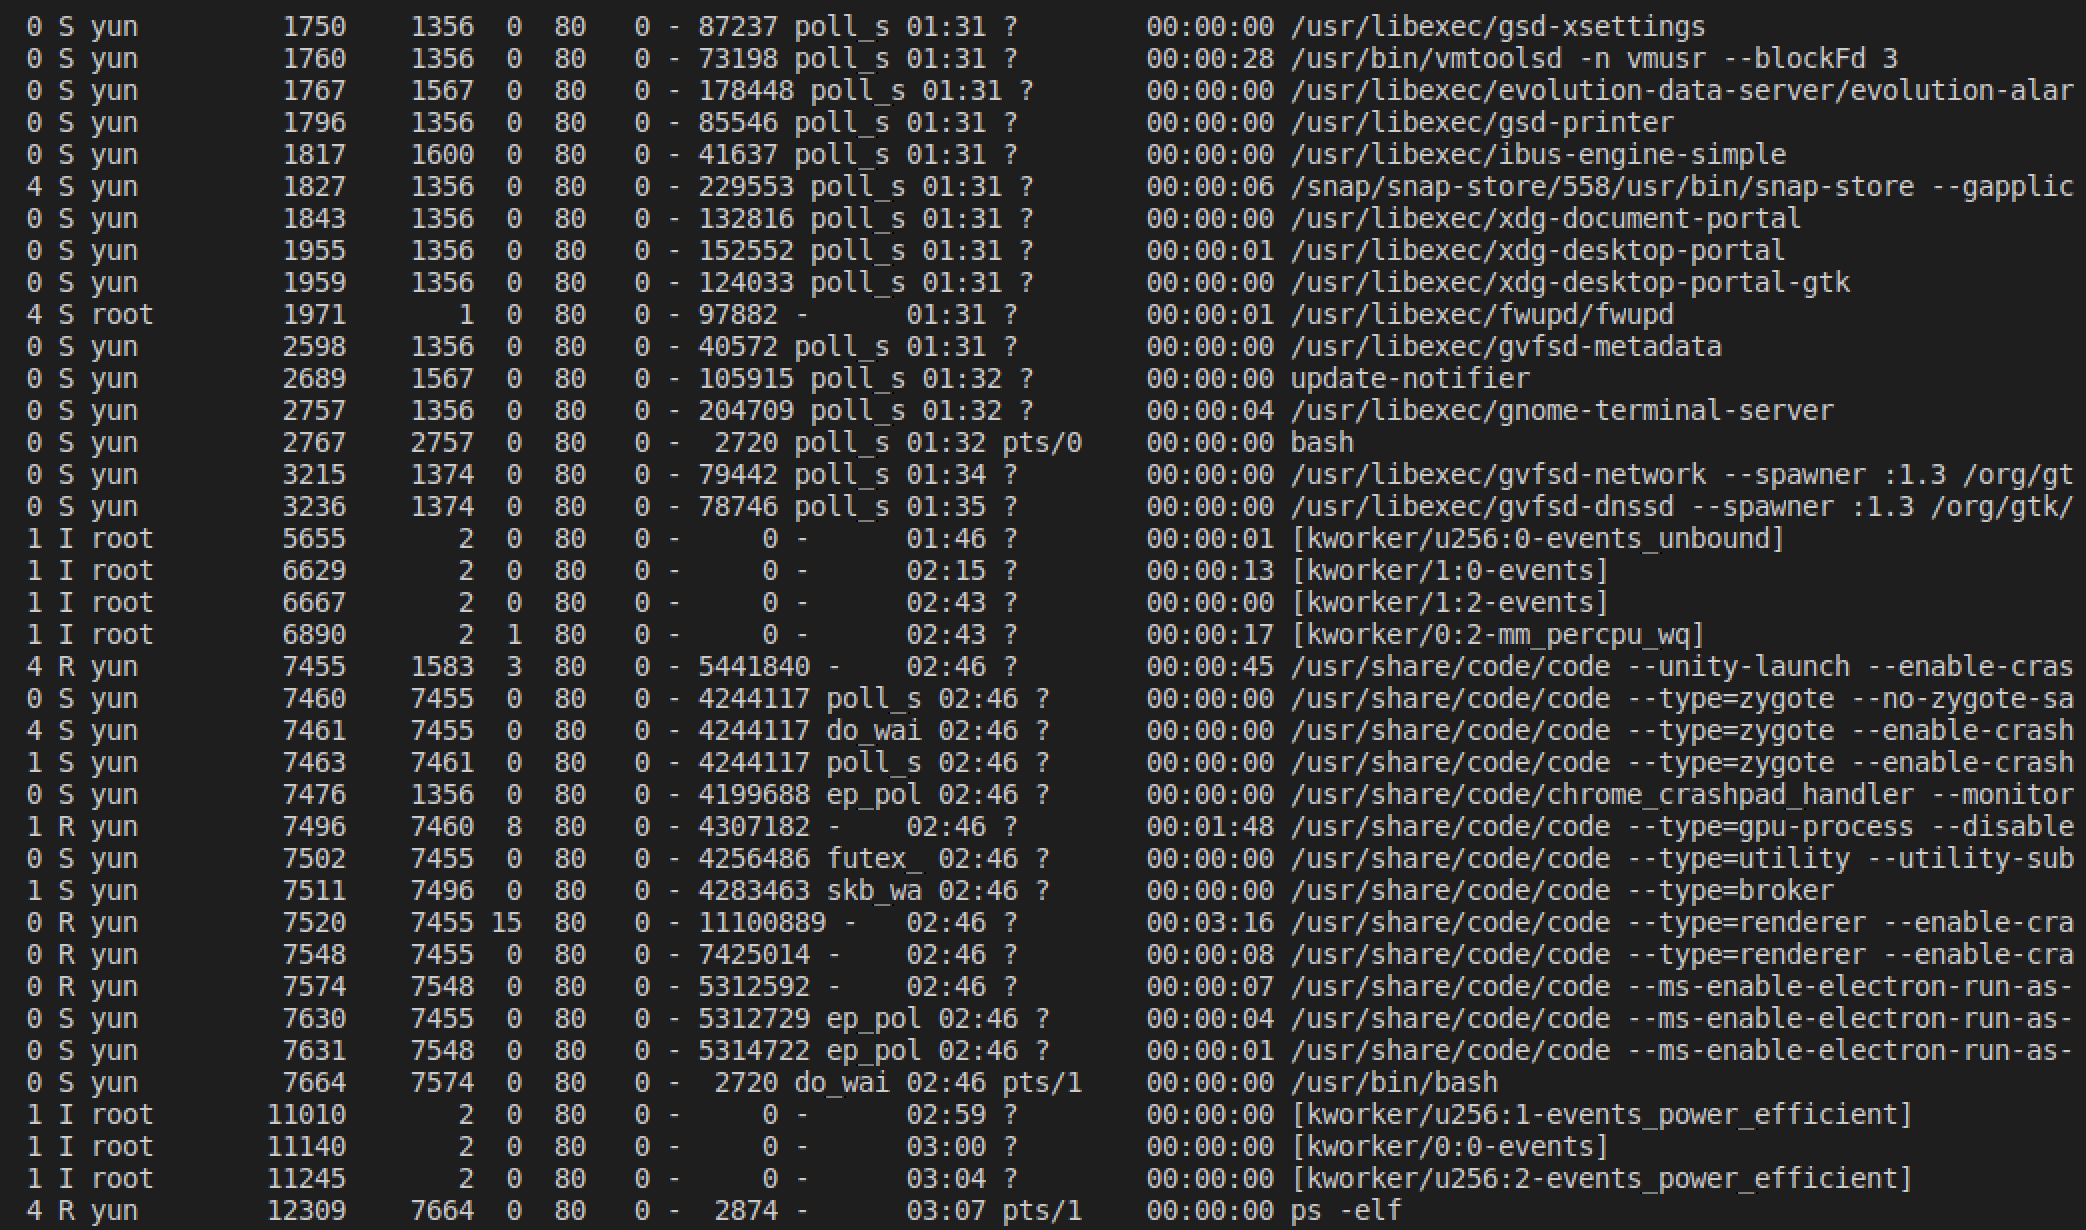 0 S yun 1750 1356 0 80 0 - 87237 poll_s 01:31 ? 00:00:00 /usr/libexec/gsd-xsettings
0 S yun 1760 1356 0 80 0 - 73198 poll_s 01:31 ? 00:00:28 /usr/bin/vmtoolsd -n vmusr --blockFd 3
0 S yun 1767 1567 0 80 0 - 178448 poll_s 01:31 ? 00:00:00 /usr/libexec/evolution-data-server/evolution-alar
0 S yun 1796 1356 0 80 0 - 85546 poll_s 01:31 ? 00:00:00 /usr/libexec/gsd-printer
0 S yun 1817 1600 0 80 0 - 41637 poll_s 01:31 ? 00:00:00 /usr/libexec/ibus-engine-simple
4 S yun 1827 1356 0 80 0 - 229553 poll_s 01:31 ? 00:00:06 /snap/snap-store/558/usr/bin/snap-store --gapplic
0 S yun 1843 1356 0 80 0 - 132816 poll_s 01:31 ? 00:00:00 /usr/libexec/xdg-document-portal
0 S yun 1955 1356 0 80 0 - 152552 poll_s 01:31 ? 00:00:01 /usr/libexec/xdg-desktop-portal
0 S yun 1959 1356 0 80 0 - 124033 poll_s 01:31 ? 00:00:00 /usr/libexec/xdg-desktop-portal-gtk
4 S root 1971 1 0 80 0 - 97882 - 01:31 ? 00:00:01 /usr/libexec/fwupd/fwupd
0 S yun 2598 1356 0 80 0 - 40572 poll_s 01:31 ? 00:00:00 /usr/libexec/gvfsd-metadata
0 S yun 2689 1567 0 80 0 - 105915 poll_s 01:32 ? 00:00:00 update-notifier
0 S yun 2757 1356 0 80 0 - 204709 poll_s 01:32 ? 00:00:04 /usr/libexec/gnome-terminal-server
0 S yun 2767 2757 0 80 0 - 2720 poll_s 01:32 pts/0 00:00:00 bash
0 S yun 3215 1374 0 80 0 - 79442 poll_s 01:34 ? 00:00:00 /usr/libexec/gvfsd-network --spawner :1.3 /org/gt
0 S yun 3236 1374 0 80 0 - 78746 poll_s 01:35 ? 00:00:00 /usr/libexec/gvfsd-dnssd --spawner :1.3 /org/gtk/
1 I root 5655 2 0 80 0 - 0 - 01:46 ? 00:00:01 [kworker/u256:0-events_unbound]
1 I root 6629 2 0 80 0 - 0 - 02:15 ? 00:00:13 [kworker/1:0-events]
1 I root 6667 2 0 80 0 - 0 - 02:43 ? 00:00:00 [kworker/1:2-events]
1 I root 6890 2 1 80 0 - 0 - 02:43 ? 00:00:17 [kworker/0:2-mm_percpu_wq]
4 R yun 7455 1583 3 80 0 - 5441840 - 02:46 ? 00:00:45 /usr/share/code/code --unity-launch --enable-cras
0 S yun 7460 7455 0 80 0 - 4244117 poll_s 02:46 ? 00:00:00 /usr/share/code/code --type=zygote --no-zygote-sa
4 S yun 7461 7455 0 80 0 - 4244117 do_wai 02:46 ? 00:00:00 /usr/share/code/code --type=zygote --enable-crash
1 S yun 7463 7461 0 80 0 - 4244117 poll_s 02:46 ? 00:00:00 /usr/share/code/code --type=zygote --enable-crash
0 S yun 7476 1356 0 80 0 - 4199688 ep_pol 02:46 ? 00:00:00 /usr/share/code/chrome_crashpad_handler --monitor
1 R yun 7496 7460 8 80 0 - 4307182 - 02:46 ? 00:01:48 /usr/share/code/code --type=gpu-process --disable
0 S yun 7502 7455 0 80 0 - 4256486 futex_ 02:46 ? 00:00:00 /usr/share/code/code --type=utility --utility-sub
1 S yun 7511 7496 0 80 0 - 4283463 skb_wa 02:46 ? 00:00:00 /usr/share/code/code --type=broker
0 R yun 7520 7455 15 80 0 - 11100889 - 02:46 ? 00:03:16 /usr/share/code/code --type=renderer --enable-cra
0 R yun 7548 7455 0 80 0 - 7425014 - 02:46 ? 00:00:08 /usr/share/code/code --type=renderer --enable-cra
0 R yun 7574 7548 0 80 0 - 5312592 - 02:46 ? 00:00:07 /usr/share/code/code --ms-enable-electron-run-as-
0 S yun 7630 7455 0 80 0 - 5312729 ep_pol 02:46 ? 00:00:04 /usr/share/code/code --ms-enable-electron-run-as-
0 S yun 7631 7548 0 80 0 - 5314722 ep_pol 02:46 ? 00:00:01 /usr/share/code/code --ms-enable-electron-run-as-
0 S yun 7664 7574 0 80 0 - 2720 do_wai 02:46 pts/1 00:00:00 /usr/bin/bash
1 I root 11010 2 0 80 0 - 0 - 02:59 ? 00:00:00 [kworker/u256:1-events_power_efficient]
1 I root 11140 2 0 80 0 - 0 - 03:00 ? 00:00:00 [kworker/0:0-events]
1 I root 11245 2 0 80 0 - 0 - 03:04 ? 00:00:00 [kworker/u256:2-events_power_efficient]
4 R yun 12309 7664 0 80 0 - 2874 - 03:07 pts/1 00:00:00 ps -elf